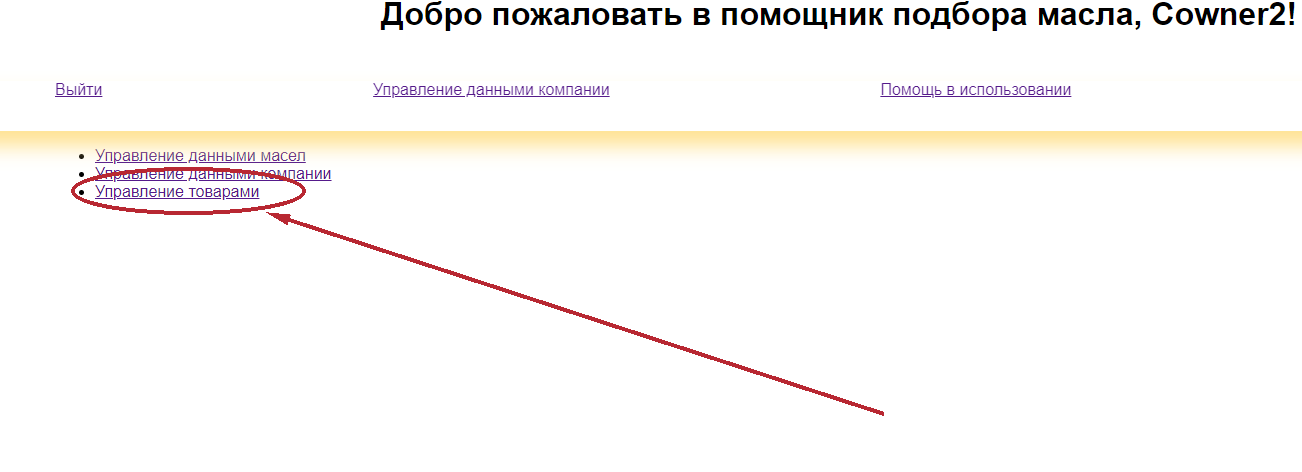 Добро пожаловать в помощник подбора масла, Cowner2!
Выйти Управление данными компании Помощь в использовании
Управление данными масел
Управление данными компании
Управление товарами